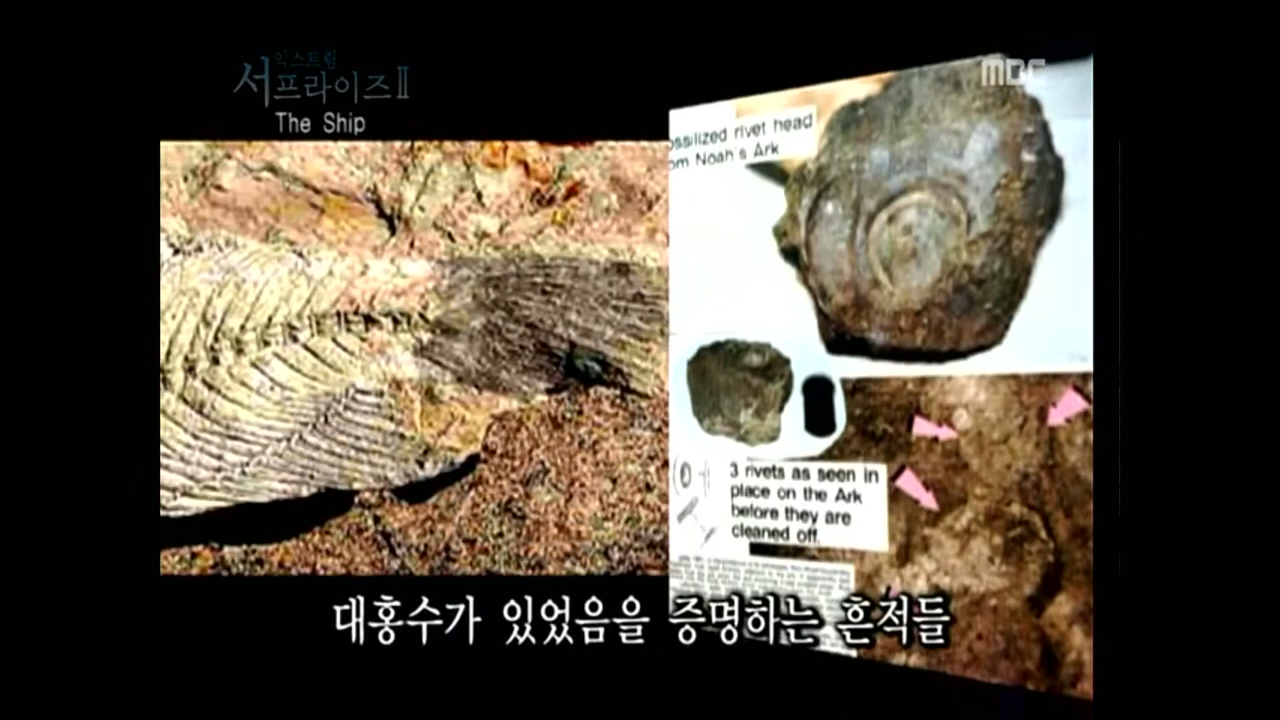 익스트림
서프라이즈Ⅱ
The Ship
MBC
ossilized rivet head
om Noah's Ark
3 rivets as seen in
place on the Ark
before they are
cleaned off.
대홍수가 있었음을 증명하는 흔적들